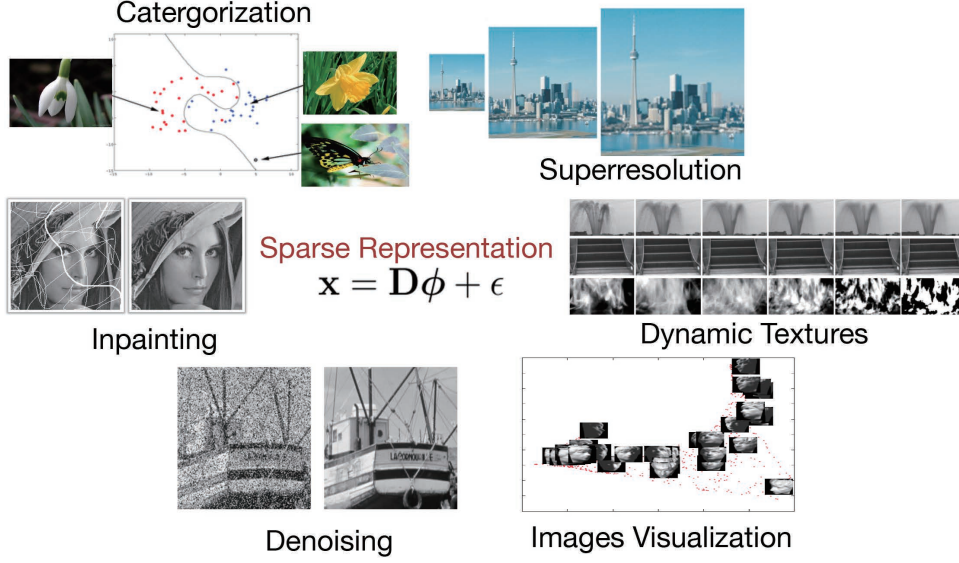 Catergorization
Superresolution
Sparse Representation
x = Dϕ + ϵ
Inpainting
Dynamic Textures
Denoising
Images Visualization